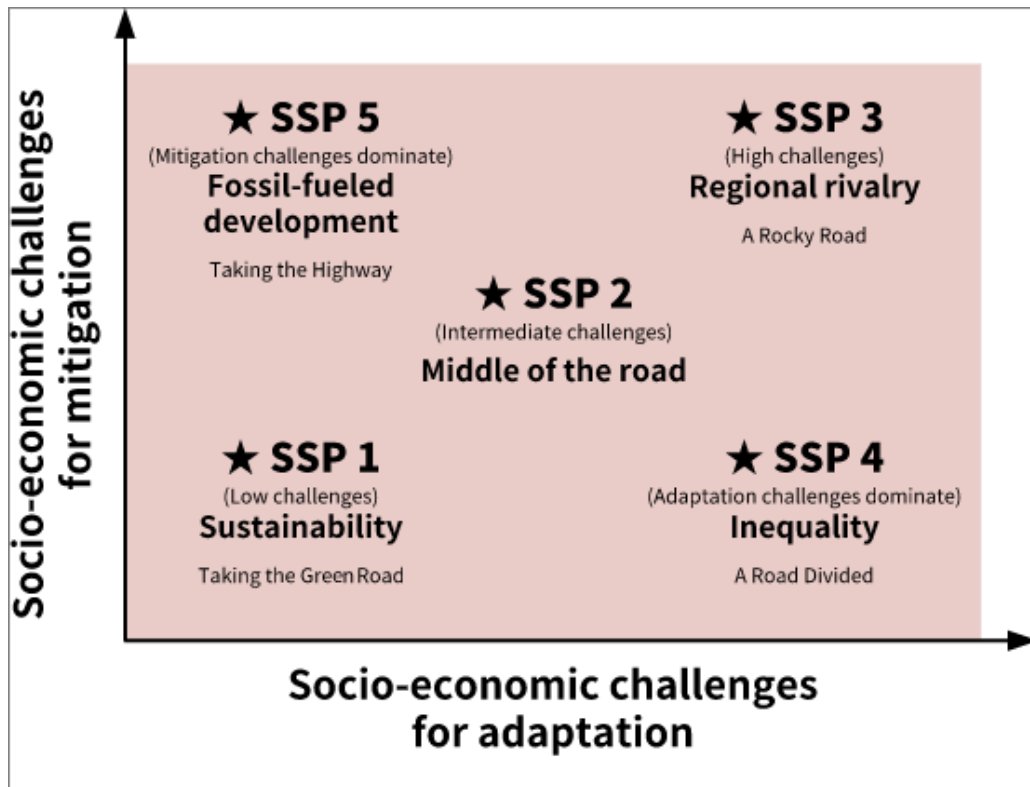 Socio-economic challenges
for mitigation
★ SSP 5
(Mitigation challenges dominate)
Fossil-fueled
development
Taking the Highway
★ SSP 3
(High challenges)
Regional rivalry
A Rocky Road
★ SSP 2
(Intermediate challenges)
Middle of the road
★ SSP 1
(Low challenges)
Sustainability
Taking the Green Road
★ SSP 4
(Adaptation challenges dominate)
Inequality
A Road Divided
Socio-economic challenges
for adaptation